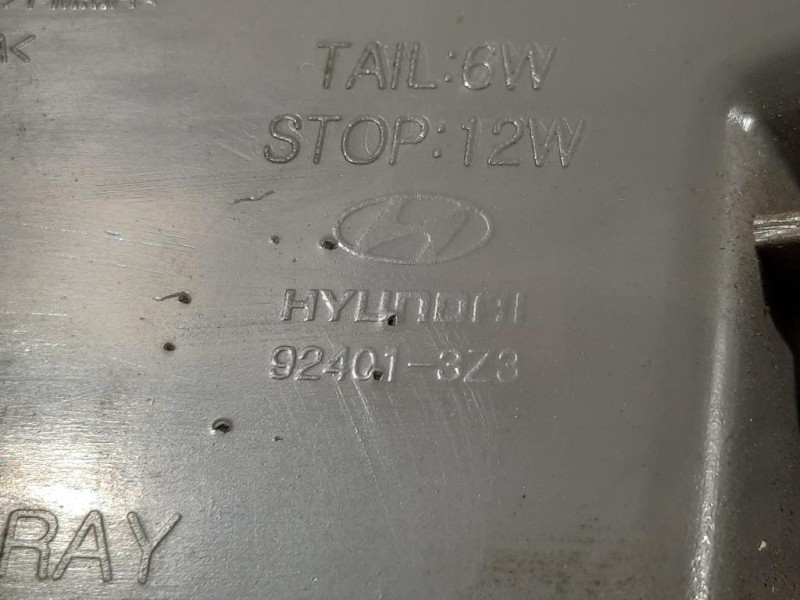 TAIL:6W
STOP:12W
HYUNDAI
92401-3Z3
RAY